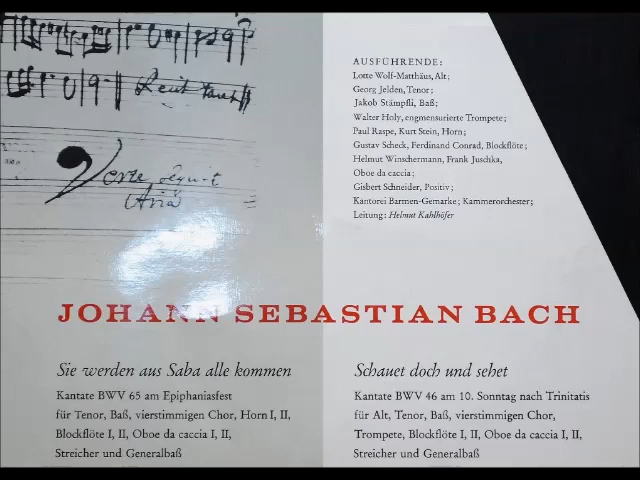 Recit tacet
Verte sequit
Aria
AUSFÜHRENDE:
Lotte Wolf-Matthäus, Alt;
Georg Jelden, Tenor;
Jakob Stämpfli, Baß;
Walter Holy, engmensurierte Trompete;
Paul Raspe, Kurt Stein, Horn;
Gustav Scheck, Ferdinand Conrad, Blockflöte;
Helmut Winschermann, Frank Juschka,
Oboe da caccia;
Gisbert Schneider, Positiv;
Kantorei Barmen-Gemarke; Kammerorchester;
Leitung: Helmut Kahlhöfer
JOHANN SEBASTIAN BACH
Sie werden aus Saba alle kommen
Kantate BWV 65 am Epiphaniasfest
für Tenor, Baß, vierstimmigen Chor, Horn I, II,
Blockflöte I, II, Oboe da caccia I, II,
Streicher und Generalbaß
Schauet doch und sehet
Kantate BWV 46 am 10. Sonntag nach Trinitatis
für Alt, Tenor, Baß, vierstimmigen Chor,
Trompete, Blockflöte I, II, Oboe da caccia I, II,
Streicher und Generalbaß